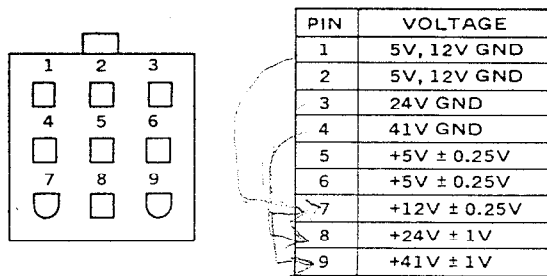 1 2 3
4 5 6
7 8 9
PIN VOLTAGE
1 5V, 12V GND
2 5V, 12V GND
3 24V GND
4 41V GND
5 +5V ± 0.25V
6 +5V ± 0.25V
7 +12V ± 0.25V
8 +24V ± 1V
9 +41V ± 1V